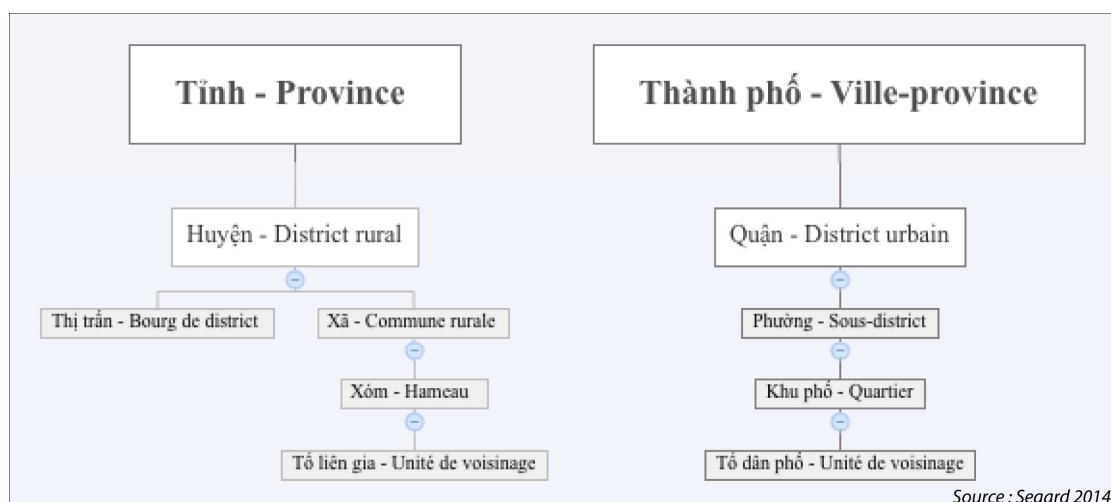 Tỉnh - Province
Thành phố - Ville-province
Huyện - District rural
Quận - District urbain
Thị trấn - Bourg de district
Xã - Commune rurale
Phường - Sous-district
Xóm - Hameau
Khu phố - Quartier
Tổ liên gia - Unité de voisinage
Tổ dân phố - Unité de voisinage
Source : Segard 2014